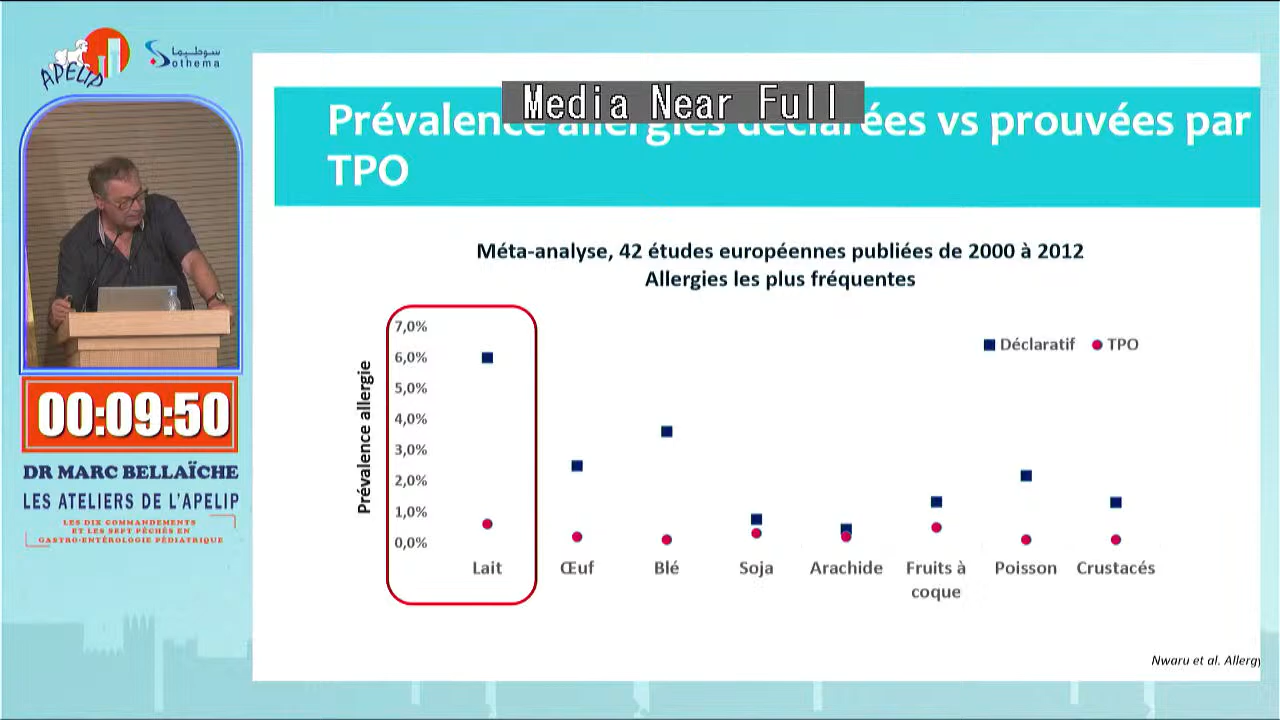 APELIP
سوطيما
Sothema
Media Near Full
Prévalence allergies déclarées vs prouvées par
TPO
Méta-analyse, 42 études européennes publiées de 2000 à 2012
Allergies les plus fréquentes
Prévalence allergie
7,0%
6,0%
5,0%
4,0%
3,0%
2,0%
1,0%
0,0%
Déclaratif
TPO
Lait
Œuf
Blé
Soja
Arachide
Fruits à
coque
Poisson
Crustacés
Nwaru et al. Allergy
00:09:50
DR MARC BELLAÏCHE
LES ATELIERS DE L'APELIP
LES DIX COMMANDEMENTS
ET LES SEPT PÊCHÉS EN
GASTRO-ENTÉROLOGIE PÉDIATRIQUE